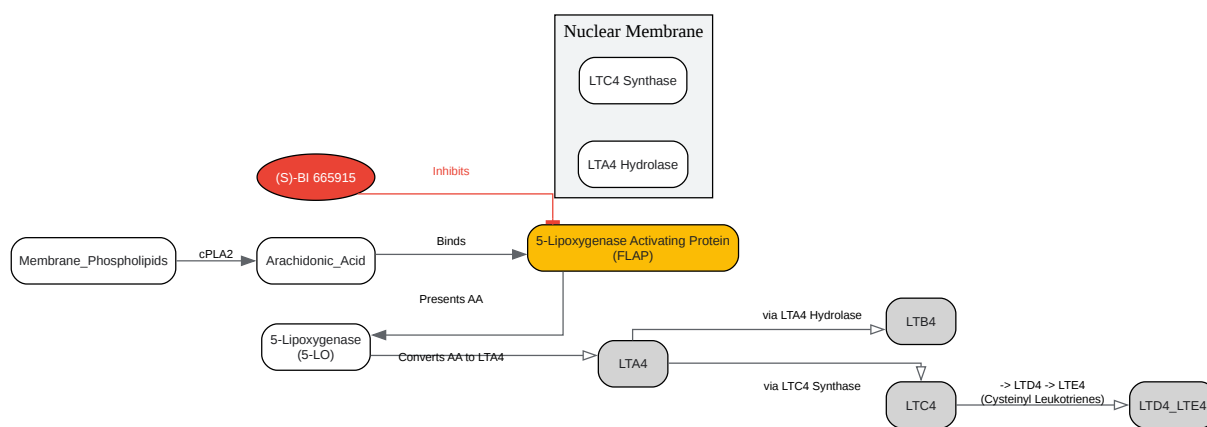 Nuclear Membrane
LTC4 Synthase
LTA4 Hydrolase
(S)-BI 665915
Inhibits
Membrane_Phospholipids
cPLA2
Arachidonic_Acid
Binds
5-Lipoxygenase Activating Protein
(FLAP)
Presents AA
5-Lipoxygenase
(5-LO)
Converts AA to LTA4
LTA4
via LTA4 Hydrolase
LTB4
via LTC4 Synthase
LTC4
-> LTD4 -> LTE4
(Cysteinyl Leukotrienes)
LTD4_LTE4